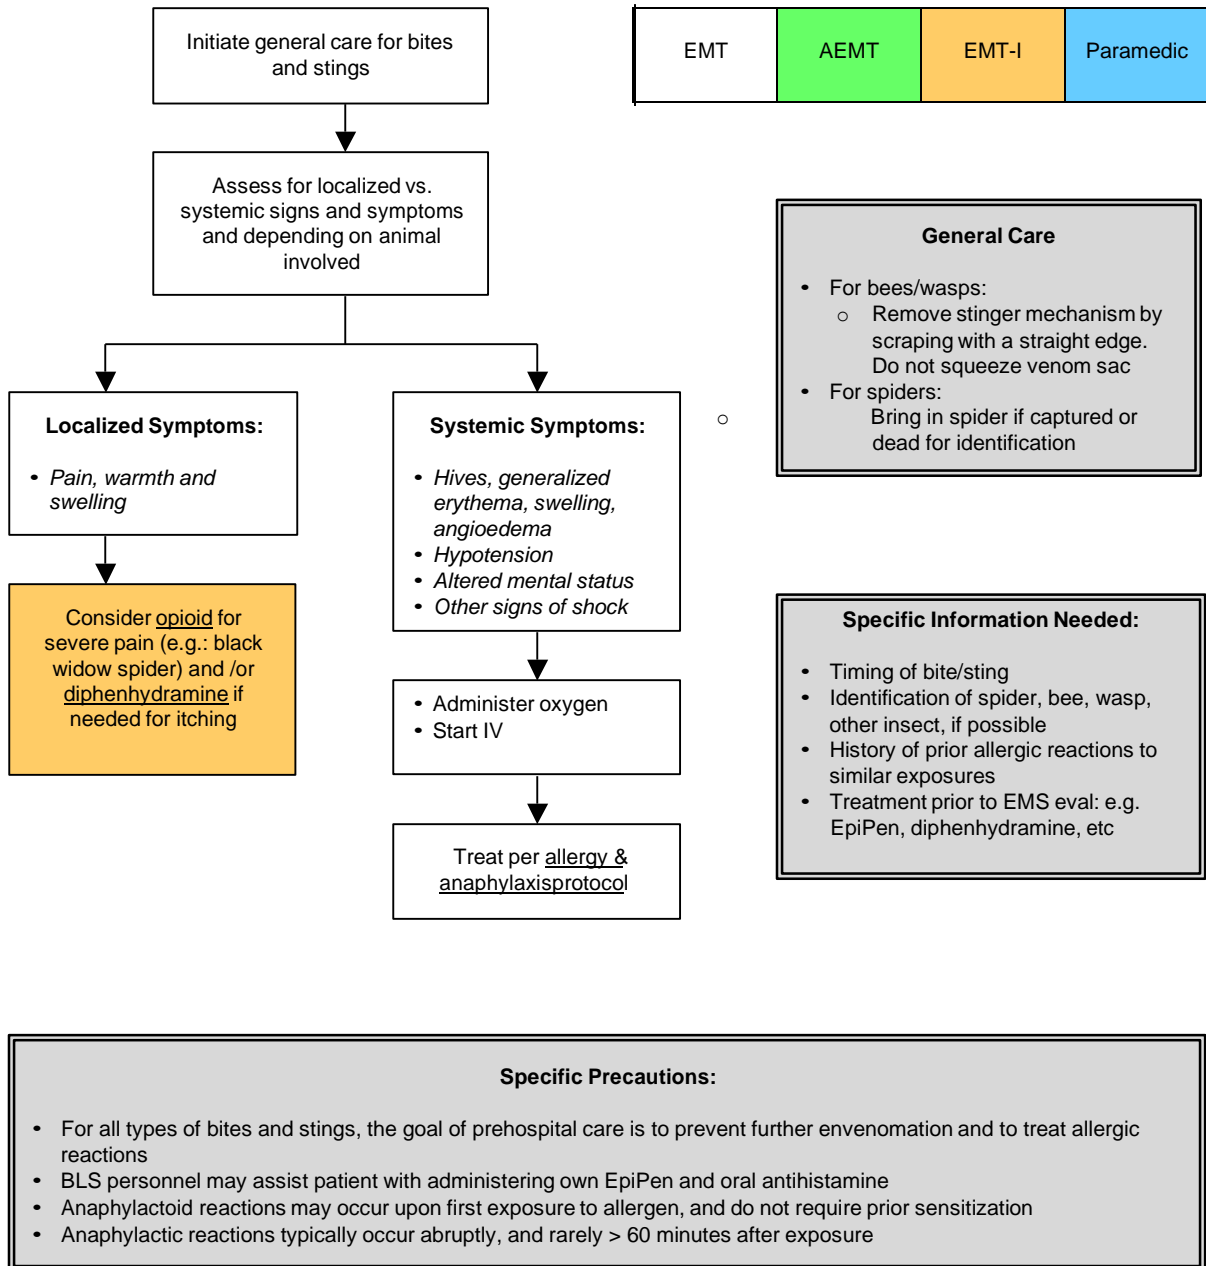 Initiate general care for bites
and stings
EMT
AEMT
EMT-I
Paramedic
Assess for localized vs.
systemic signs and symptoms
and depending on animal
involved
General Care
• For bees/wasps:
o Remove stinger mechanism by
scraping with a straight edge.
Do not squeeze venom sac
• For spiders:
o Bring in spider if captured or
dead for identification
Localized Symptoms:
• Pain, warmth and
swelling
Systemic Symptoms:
• Hives, generalized
erythema, swelling,
angioedema
• Hypotension
• Altered mental status
• Other signs of shock
Consider opioid for
severe pain (e.g.: black
widow spider) and /or
diphenhydramine if
needed for itching
Specific Information Needed:
• Timing of bite/sting
• Identification of spider, bee, wasp,
other insect, if possible
• History of prior allergic reactions to
similar exposures
• Treatment prior to EMS eval: e.g.
EpiPen, diphenhydramine, etc
• Administer oxygen
• Start IV
Treat per allergy &
anaphylaxisprotocol
Specific Precautions:
• For all types of bites and stings, the goal of prehospital care is to prevent further envenomation and to treat allergic
reactions
• BLS personnel may assist patient with administering own EpiPen and oral antihistamine
• Anaphylactoid reactions may occur upon first exposure to allergen, and do not require prior sensitization
• Anaphylactic reactions typically occur abruptly, and rarely > 60 minutes after exposure